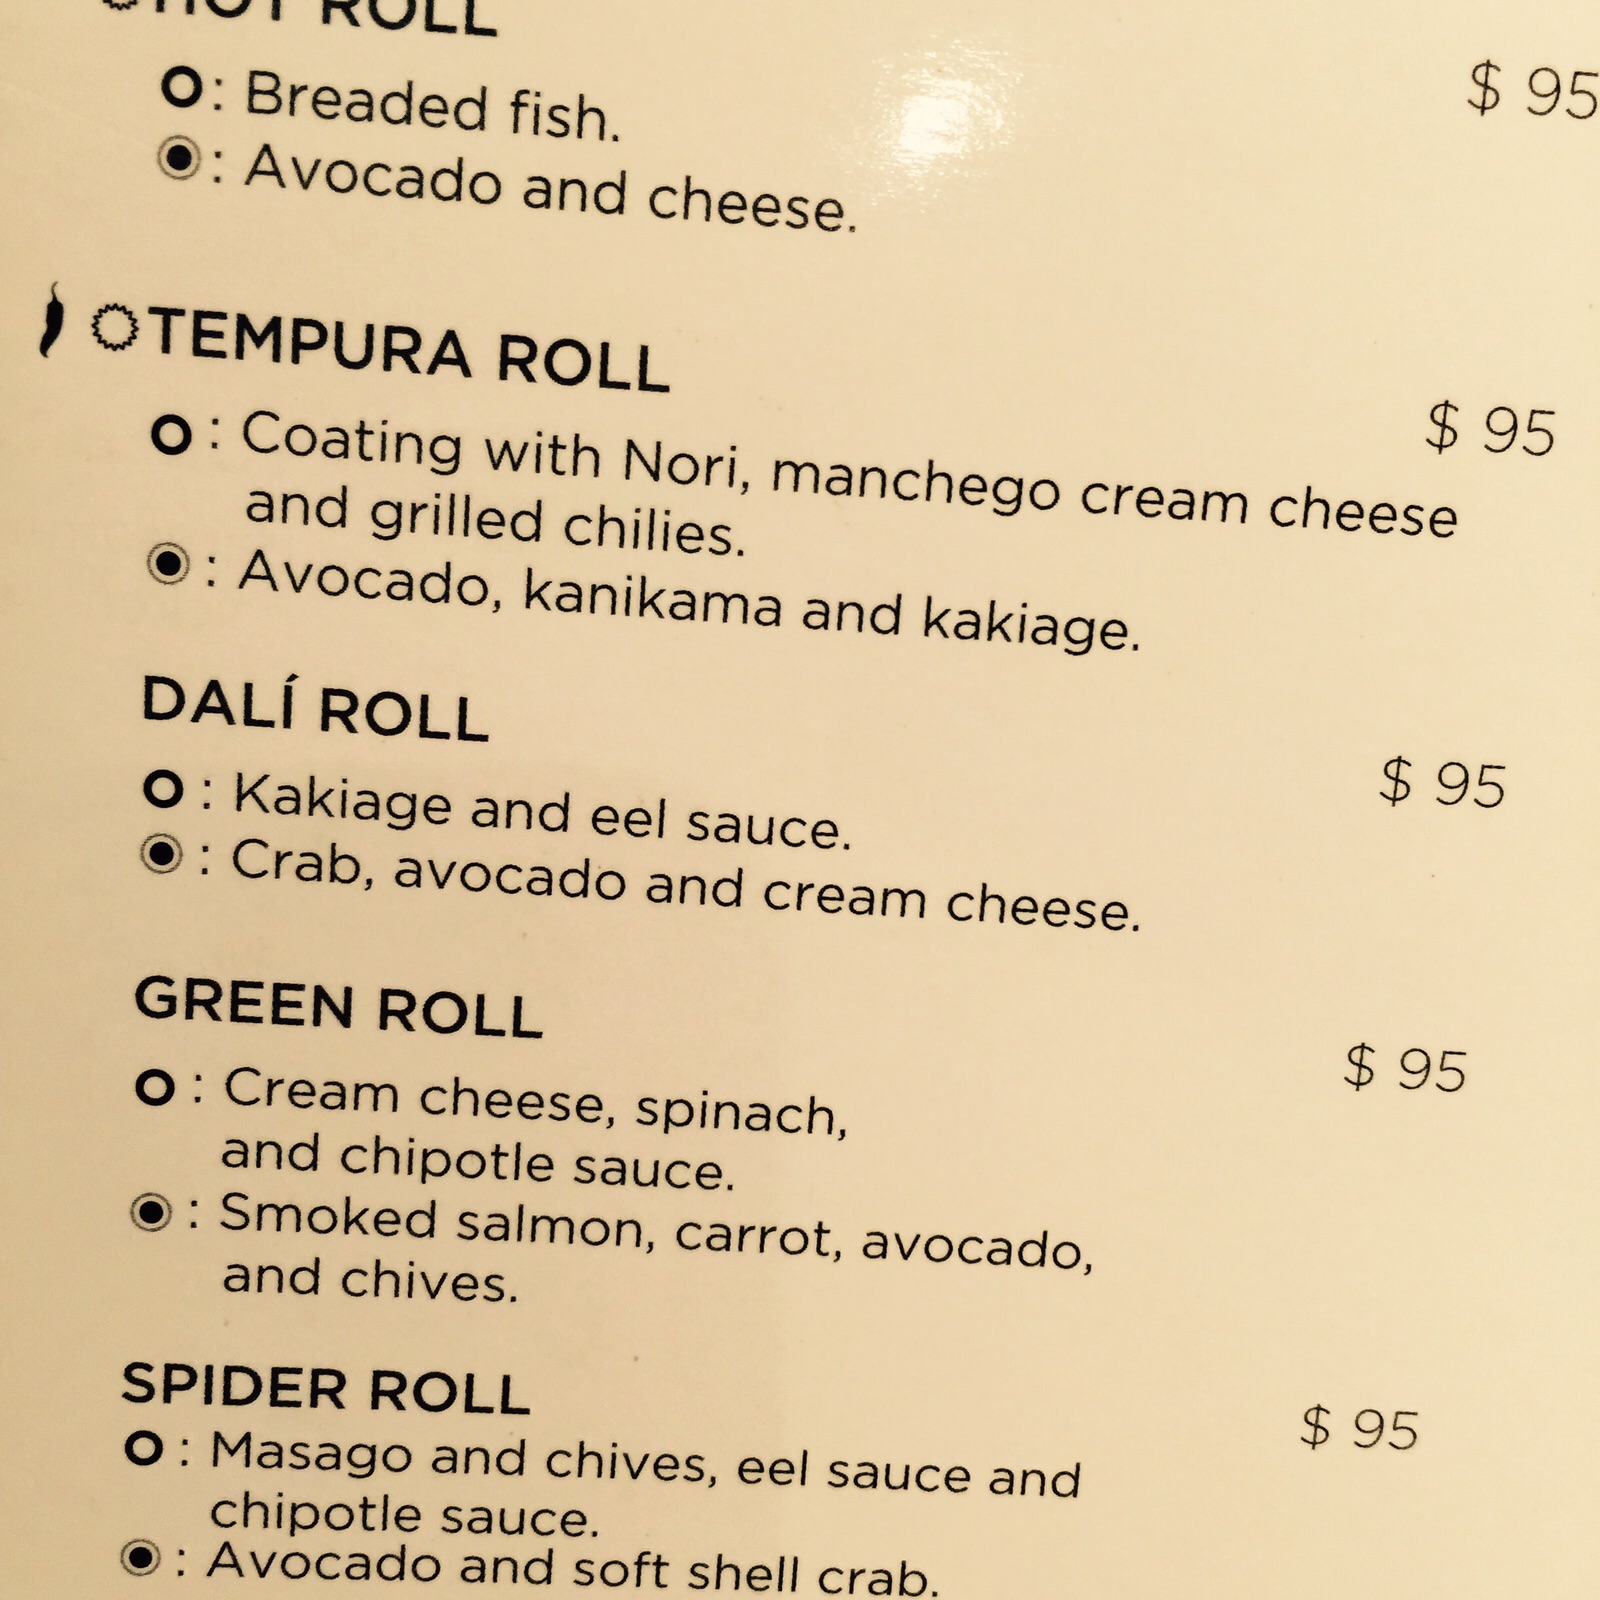 HOT ROLL
$ 95
: Breaded fish.
: Avocado and cheese.
TEMPURA ROLL
$ 95
: Coating with Nori, manchego cream cheese
and grilled chilies.
: Avocado, kanikama and kakiage.
DALÍ ROLL
$ 95
: Kakiage and eel sauce.
: Crab, avocado and cream cheese.
GREEN ROLL
$ 95
: Cream cheese, spinach,
and chipotle sauce.
: Smoked salmon, carrot, avocado,
and chives.
SPIDER ROLL
$ 95
: Masago and chives, eel sauce and
chipotle sauce.
: Avocado and soft shell crab.